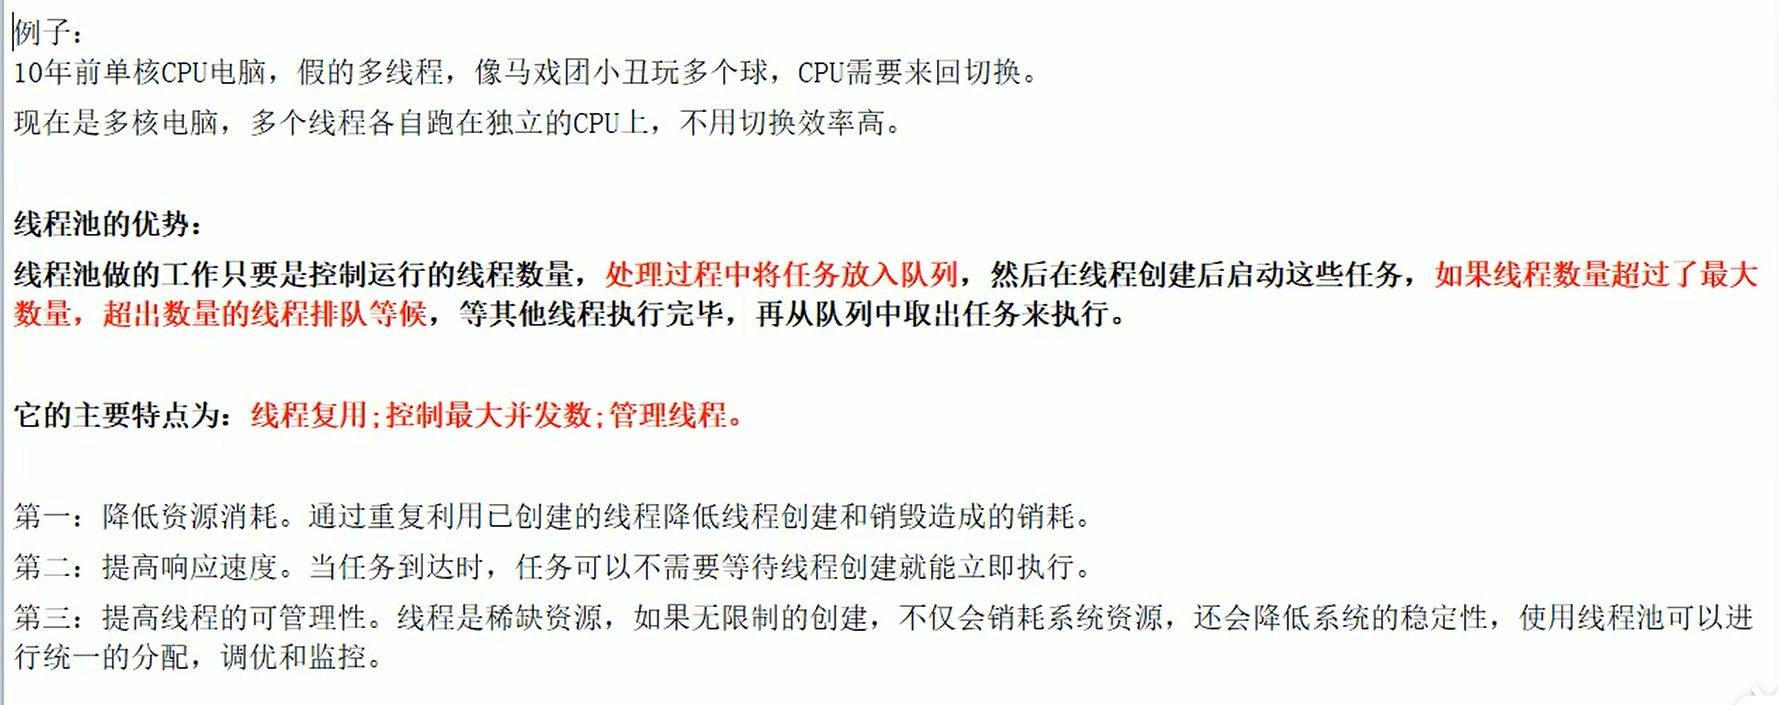 例子：
10年前单核CPU电脑，假的多线程，像马戏团小丑玩多个球，CPU需要来回切换。
现在是多核电脑，多个线程各自跑在独立的CPU上，不用切换效率高。
线程池的优势：
线程池做的工作只要是控制运行的线程数量，处理过程中将任务放入队列，然后在线程创建后启动这些任务，如果线程数量超过了最大
数量，超出数量的线程排队等候，等其他线程执行完毕，再从队列中取出任务来执行。
它的主要特点为：线程复用;控制最大并发数;管理线程。
第一：降低资源消耗。通过重复利用已创建的线程降低线程创建和销毁造成的销耗。
第二：提高响应速度。当任务到达时，任务可以不需要等待线程创建就能立即执行。
第三：提高线程的可管理性。线程是稀缺资源，如果无限制的创建，不仅会销耗系统资源，还会降低系统的稳定性，使用线程池可以进
行统一的分配，调优和监控。